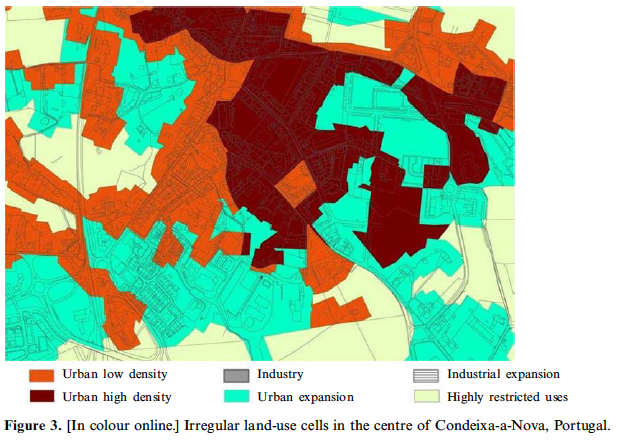 Urban low density Industry Industrial expansion
Urban high density Urban expansion Highly restricted uses
Figure 3. [In colour online.] Irregular land-use cells in the centre of Condeixa-a-Nova, Portugal.